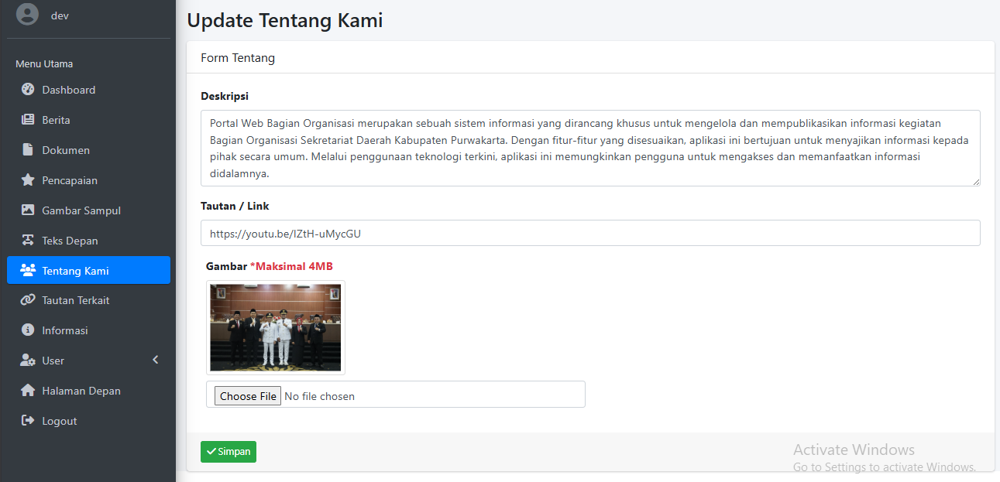 dev
Menu Utama
Dashboard
Berita
Dokumen
Pencapaian
Gambar Sampul
Teks Depan
Tentang Kami
Tautan Terkait
Informasi
User
Halaman Depan
Logout
Update Tentang Kami
Form Tentang
Deskripsi
Portal Web Bagian Organisasi merupakan sebuah sistem informasi yang dirancang khusus untuk mengelola dan mempublikasikan informasi kegiatan
Bagian Organisasi Sekretariat Daerah Kabupaten Purwakarta. Dengan fitur-fitur yang disesuaikan, aplikasi ini bertujuan untuk menyajikan informasi kepada
pihak secara umum. Melalui penggunaan teknologi terkini, aplikasi ini memungkinkan pengguna untuk mengakses dan memanfaatkan informasi
didalamnya.
Tautan / Link
https://youtu.be/IZtH-uMycGU
Gambar *Maksimal 4MB
Choose File No file chosen
Simpan
Activate Windows
Go to Settings to activate Windows.